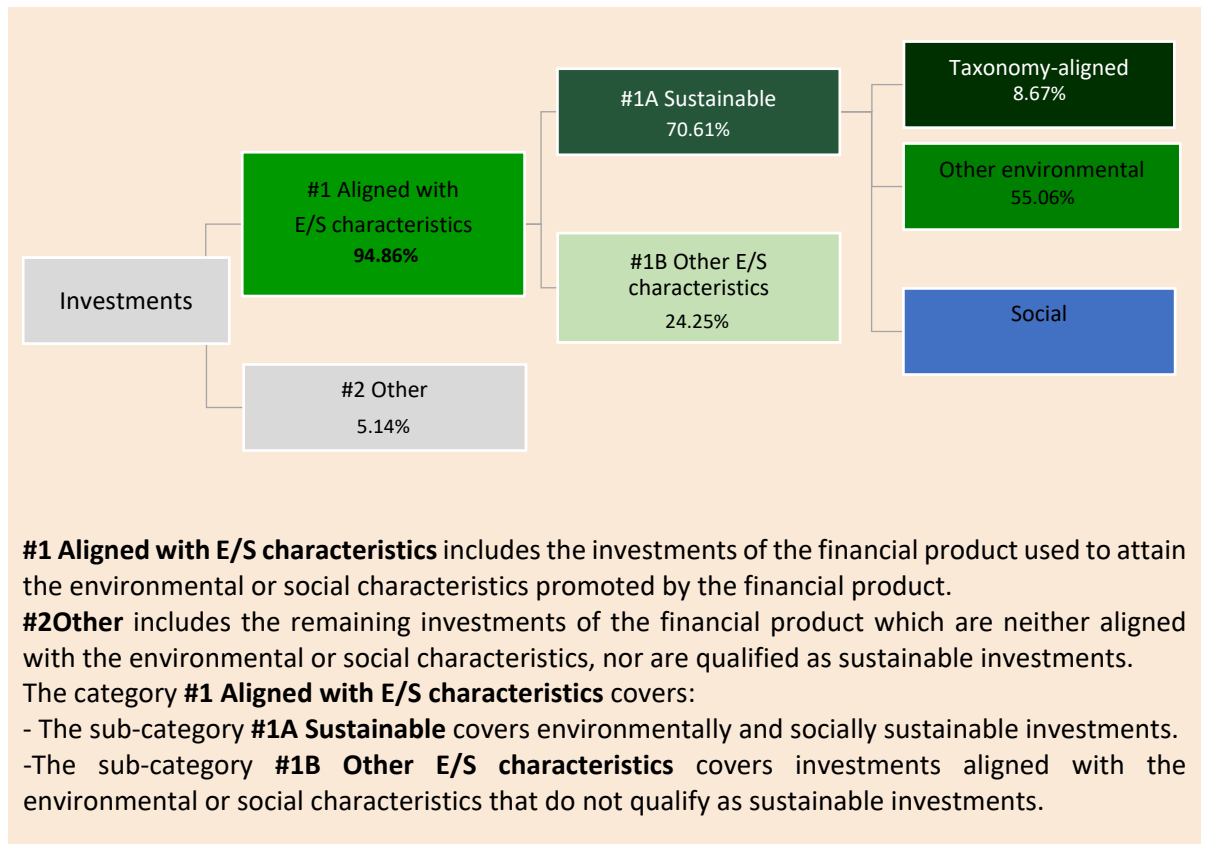 Taxonomy-aligned
8.67%
#1A Sustainable
70.61%
Other environmental
55.06%
#1 Aligned with
E/S characteristics
94.86%
#1B Other E/S
characteristics
24.25%
Investments
Social
#2 Other
5.14%
#1 Aligned with E/S characteristics includes the investments of the financial product used to attain
the environmental or social characteristics promoted by the financial product.
#2Other includes the remaining investments of the financial product which are neither aligned
with the environmental or social characteristics, nor are qualified as sustainable investments.
The category #1 Aligned with E/S characteristics covers:
- The sub-category #1A Sustainable covers environmentally and socially sustainable investments.
-The sub-category #1B Other E/S characteristics covers investments aligned with the
environmental or social characteristics that do not qualify as sustainable investments.